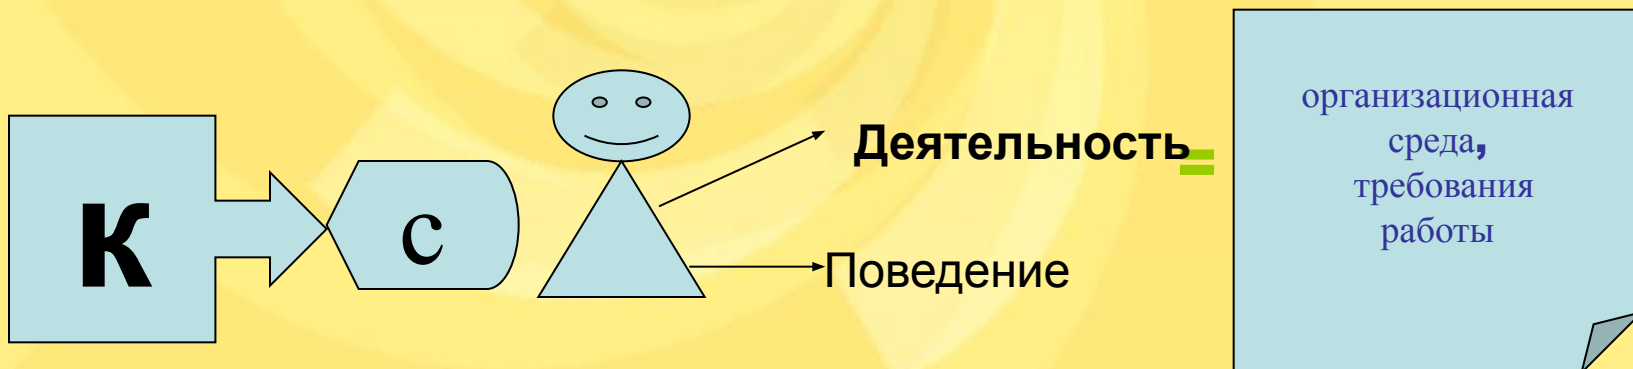 К
с
Деятельность=
Поведение
организационная
среда,
требования
работы